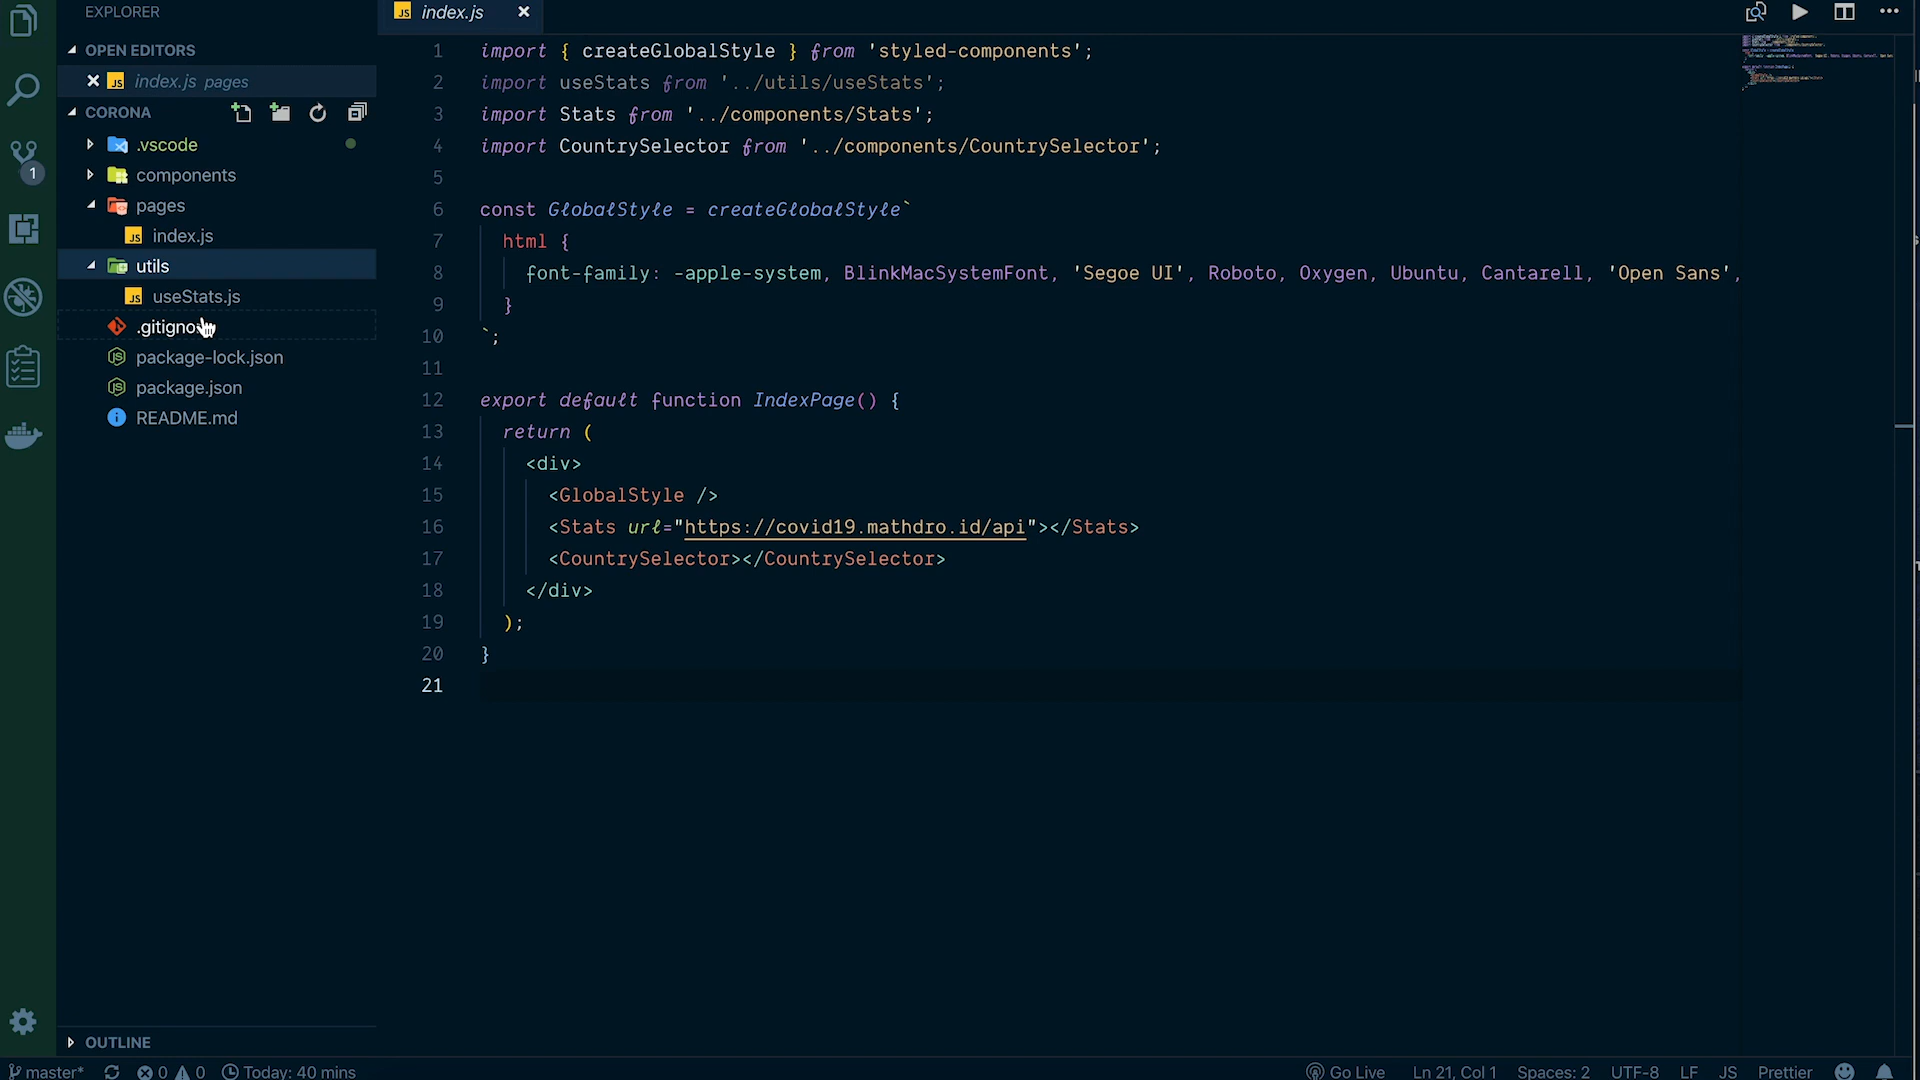 EXPLORER
OPEN EDITORS
index.js pages
CORONA
.vscode
components
pages
index.js
utils
useStats.js
package-lock.json
package.json
README.md
OUTLINE
1
index.js
1 import { createGlobalStyle } from 'styled-components';
2 import useStats from '../utils/useStats';
3 import Stats from '../components/Stats';
4 import CountrySelector from '../components/CountrySelector';
5
6 const GlobalStyle = createGlobalStyle`
7 html {
8 font-family: -apple-system, BlinkMacSystemFont, 'Segoe UI', Roboto, Oxygen, Ubuntu, Cantarell, 'Open Sans',
9 }
10 `;
11
12 export default function IndexPage() {
13 return (
14 <div>
15 <GlobalStyle />
16 <Stats url="https://covid19.mathdro.id/api"></Stats>
17 <CountrySelector></CountrySelector>
18 </div>
19 );
20 }
21
master* 0 0 Today: 40 mins Go Live Ln 21, Col 1 Spaces: 2 UTF-8 LF JS Prettier